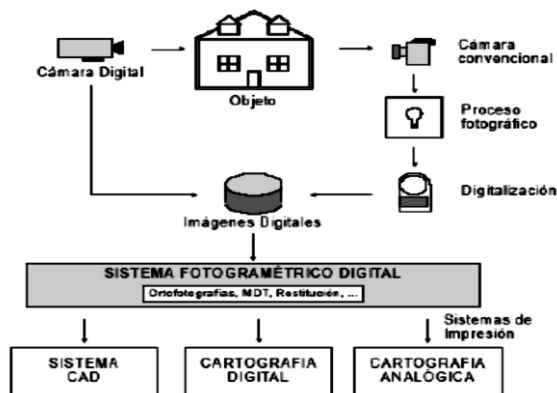 Cámara Digital
Objeto
Cámara
convencional
Proceso
fotográfico
Digitalización
Imágenes Digitales
SISTEMA FOTOGRAMÉTRICO DIGITAL
Ortofotografías, MDT, Restitución, ...
Sistemas de
Impresión
SISTEMA
CAD
CARTOGRAFIA
DIGITAL
CARTOGRAFIA
ANALÓGICA